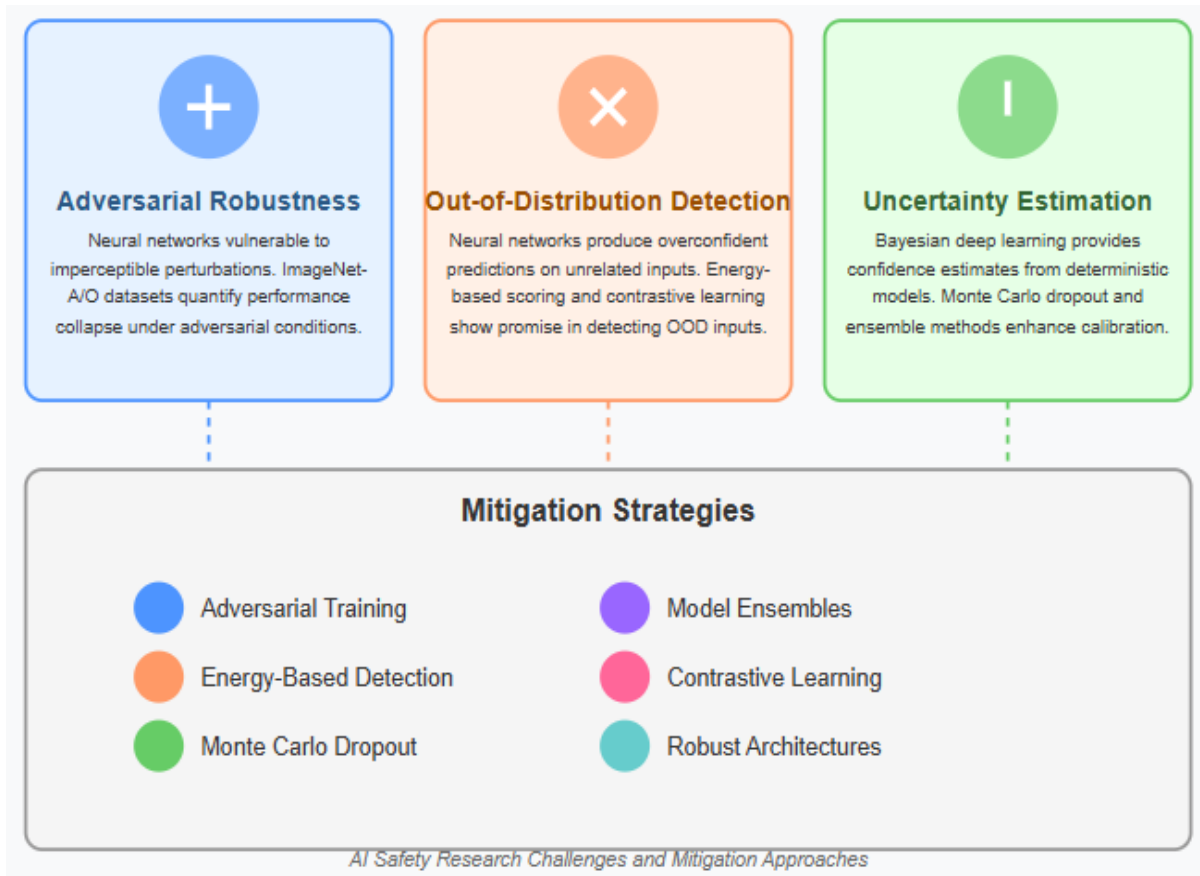 Adversarial Robustness
Neural networks vulnerable to
imperceptible perturbations. ImageNet-
A/O datasets quantify performance
collapse under adversarial conditions.
Out-of-Distribution Detection
Neural networks produce overconfident
predictions on unrelated inputs. Energy-
based scoring and contrastive learning
show promise in detecting OOD inputs.
Uncertainty Estimation
Bayesian deep learning provides
confidence estimates from deterministic
models. Monte Carlo dropout and
ensemble methods enhance calibration.
Mitigation Strategies
Adversarial Training
Energy-Based Detection
Monte Carlo Dropout
Model Ensembles
Contrastive Learning
Robust Architectures
AI Safety Research Challenges and Mitigation Approaches